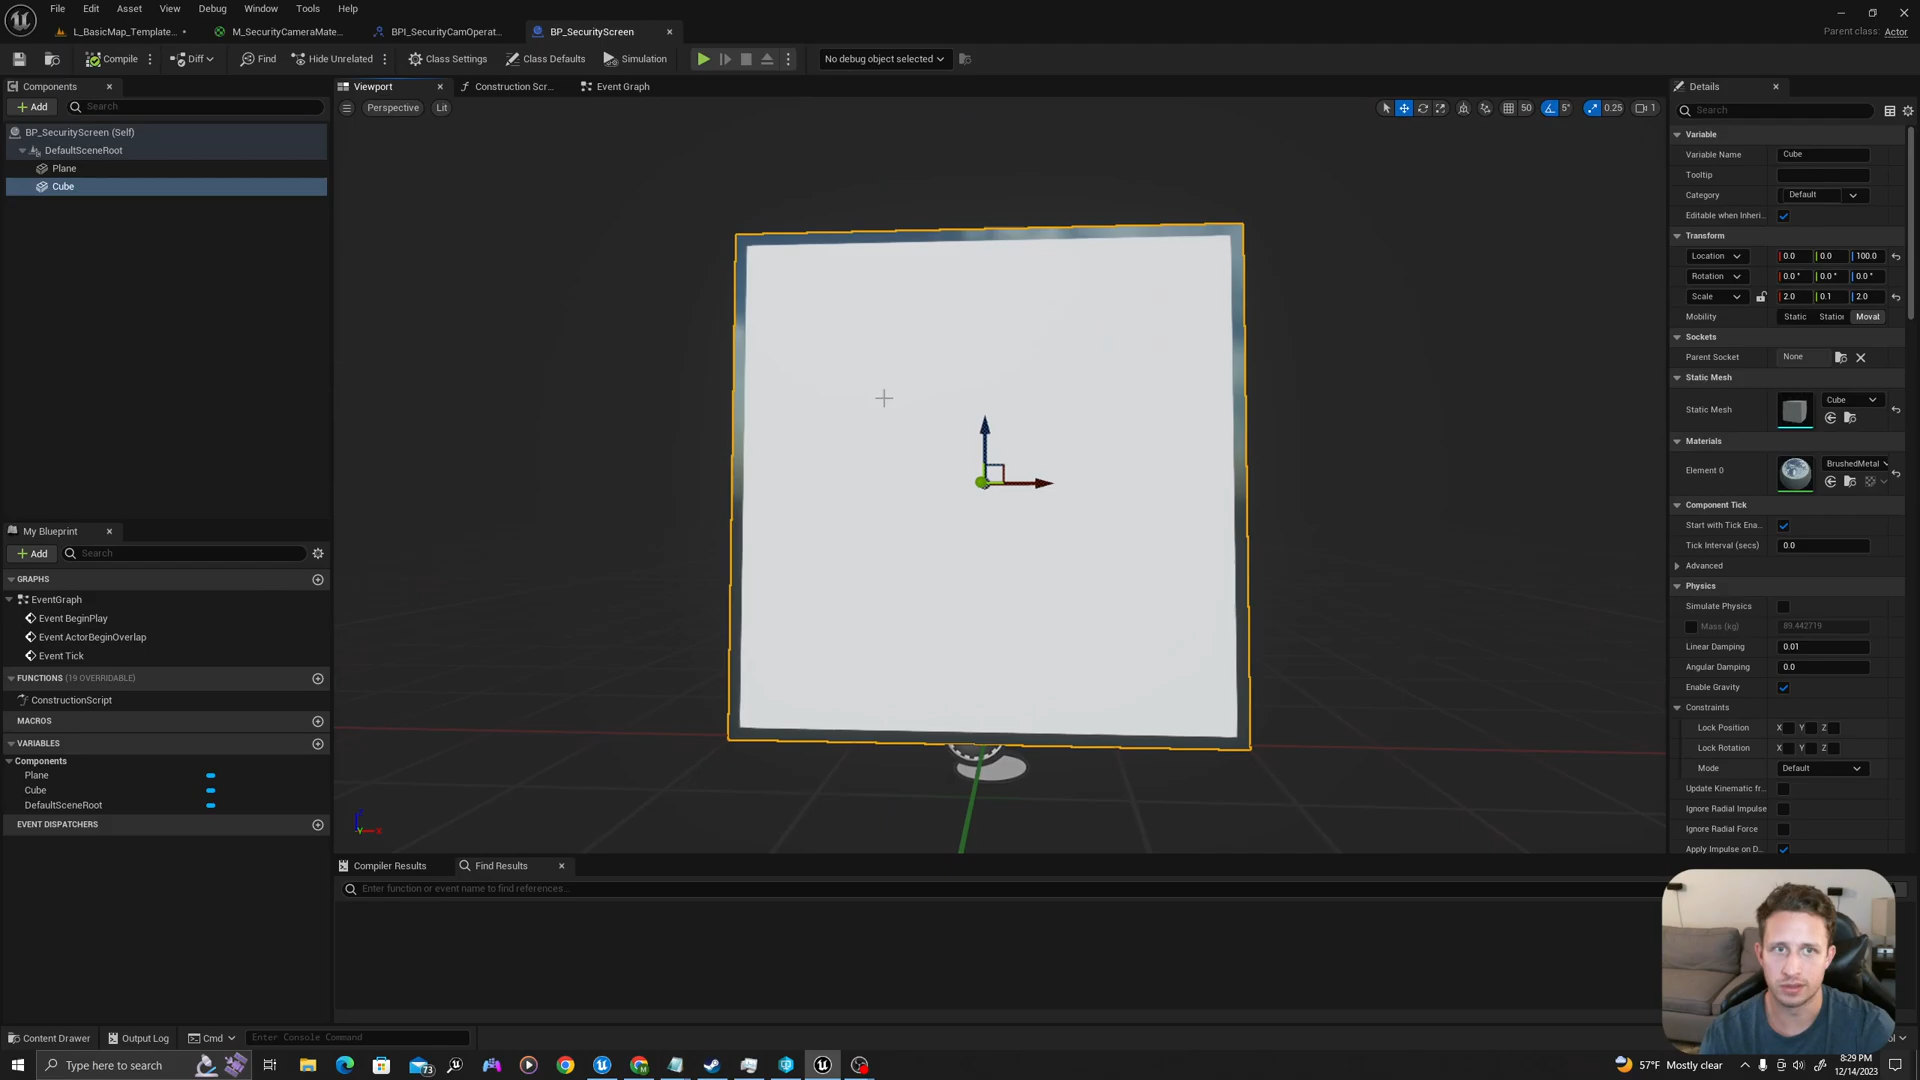 File Edit Asset View Debug Window Tools Help
L_BasicMap_Template... M_SecurityCameraMate... BPI_SecurityCamOperat... BP_SecurityScreen
Parent class: Actor
Compile Diff Find Hide Unrelated Class Settings Class Defaults Simulation No debug object selected
Components
Add Search
BP_SecurityScreen (Self)
DefaultSceneRoot
Plane
Cube
Viewport Construction Scr... Event Graph
Perspective Lit
50 5° 0.25 1
My Blueprint
Add Search
GRAPHS
EventGraph
Event BeginPlay
Event ActorBeginOverlap
Event Tick
FUNCTIONS (19 OVERRIDABLE)
ConstructionScript
MACROS
VARIABLES
Components
Plane
Cube
DefaultSceneRoot
EVENT DISPATCHERS
X Y
Compiler Results Find Results
Enter function or event name to find references...
Details
Search
Variable
Variable Name Cube
Tooltip
Category Default
Editable when Inheri...
Transform
Location 0.0 0.0 100.0
Rotation 0.0 ° 0.0 ° 0.0 °
Scale 2.0 0.1 2.0
Mobility Static Station Movab
Sockets
Parent Socket None
Static Mesh
Static Mesh Cube
Materials
Element 0 BrushedMetal
Component Tick
Start with Tick Ena...
Tick Interval (secs) 0.0
Advanced
Physics
Simulate Physics
Mass (kg) 89.442719
Linear Damping 0.01
Angular Damping 0.0
Enable Gravity
Constraints
Lock Position X Y Z
Lock Rotation X Y Z
Mode Default
Update Kinematic fr...
Ignore Radial Impulse
Ignore Radial Force
Apply Impulse on D...
Content Drawer Output Log Cmd Enter Console Command
Type here to search
73
57°F Mostly clear
8:29 PM
12/14/2023